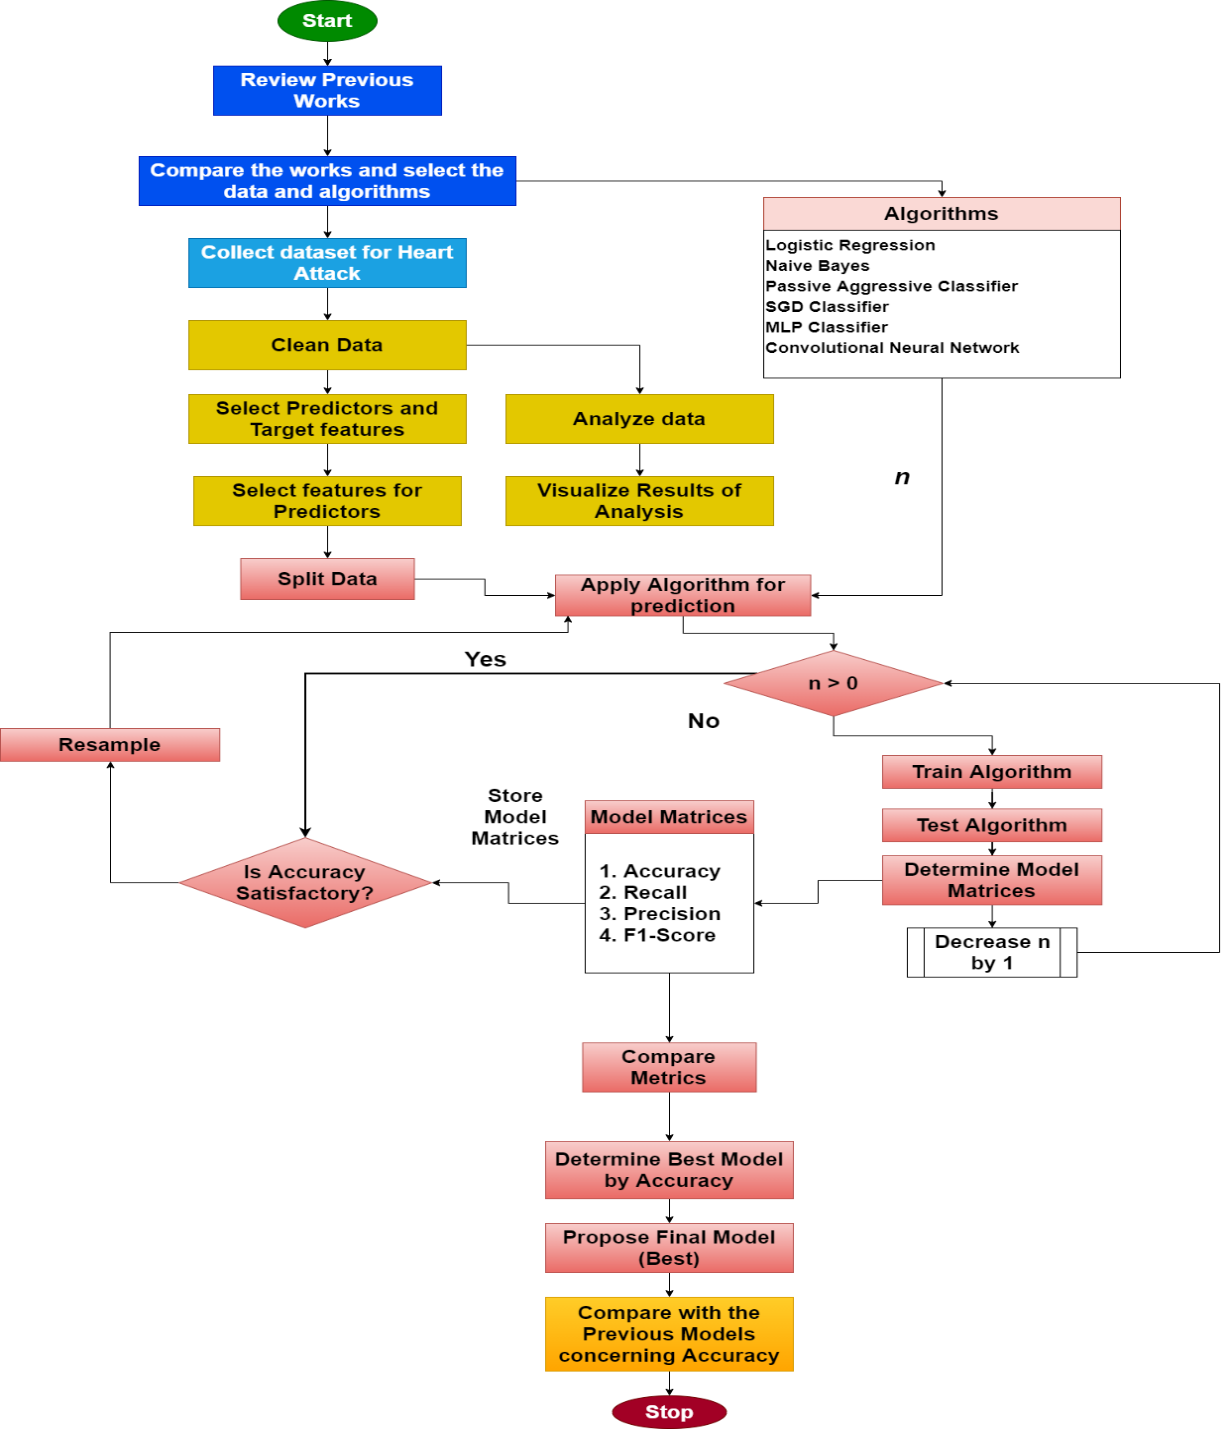 Start
Review Previous
Works
Compare the works and select the
data and algorithms
Collect dataset for Heart
Attack
Clean Data
Select Predictors and
Target features
Select features for
Predictors
Analyze data
Visualize Results of
Analysis
Algorithms
Logistic Regression
Naive Bayes
Passive Aggressive Classifier
SGD Classifier
MLP Classifier
Convolutional Neural Network
n
Split Data
Apply Algorithm for
prediction
Yes
n > 0
No
Resample
Train Algorithm
Test Algorithm
Determine Model
Matrices
Decrease n
by 1
Store
Model
Matrices
Model Matrices
1. Accuracy
2. Recall
3. Precision
4. F1-Score
Is Accuracy
Satisfactory?
Compare
Metrics
Determine Best Model
by Accuracy
Propose Final Model
(Best)
Compare with the
Previous Models
concerning Accuracy
Stop